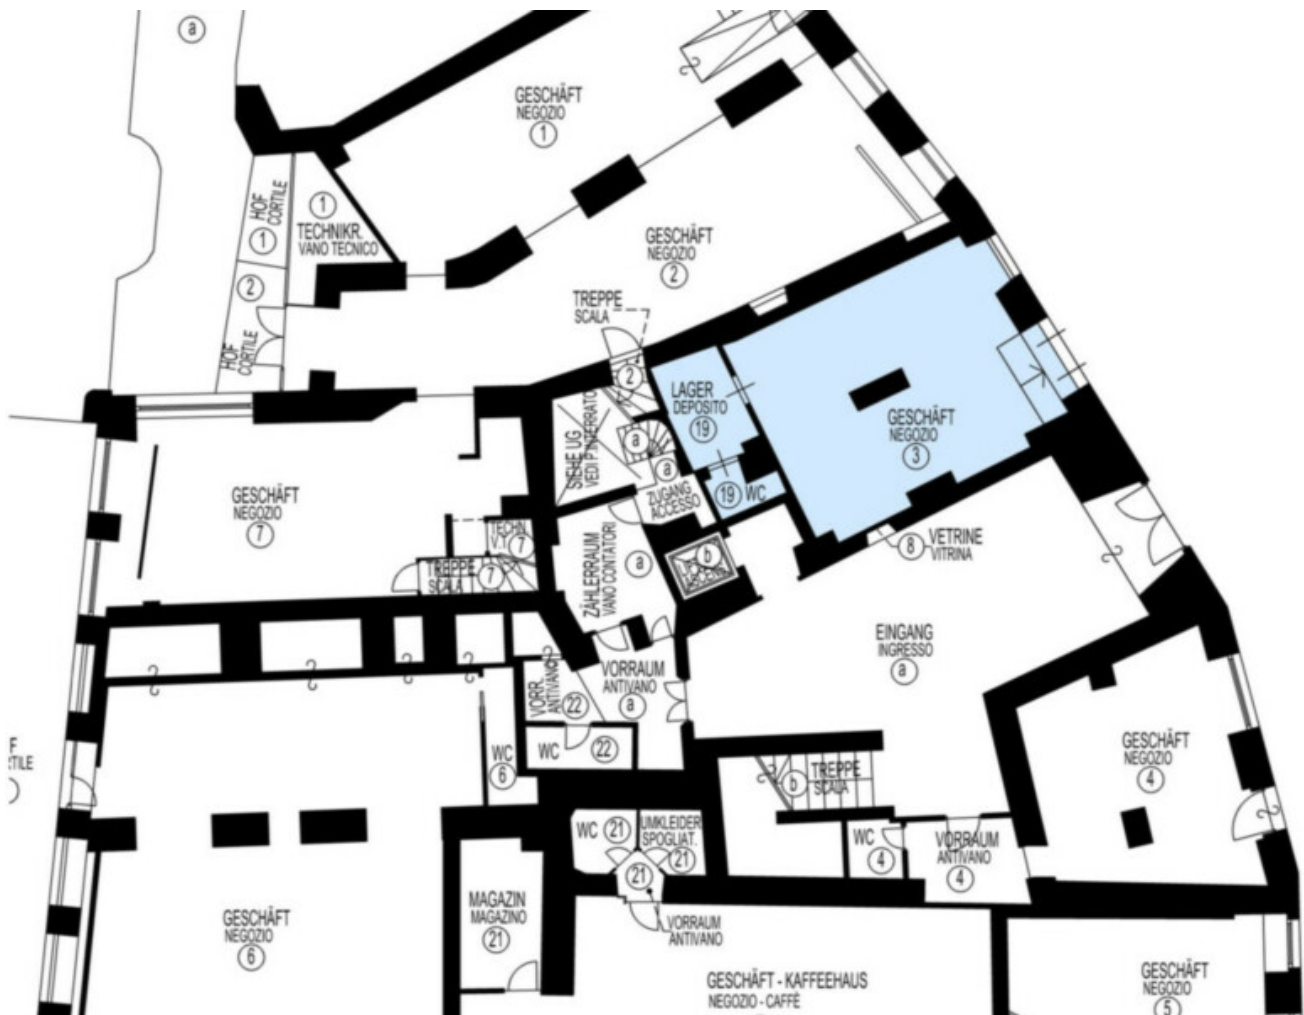 a
GESCHÄFT
NEGOZIO
1
HOF
CORTILE
1
1
TECHNIKR.
VANO TECNICO
2
HOF
CORTILE
GESCHÄFT
NEGOZIO
2
TREPPE
SCALA
2
LAGER
DEPOSITO
19
GESCHÄFT
NEGOZIO
3
SIEHE UG
VEDI P.INTERRATO
a
a
ZUGANG
ACCESSO
19
WC
GESCHÄFT
NEGOZIO
7
TECHN.
V.T
7
TREPPE
SCALA
7
ZÄHLERRAUM
VANO CONTATORI
a
b
8
VETRINE
VITRINA
EINGANG
INGRESSO
a
VORRAUM
ANTIVANO
a
VORR.
ANTIVANO
22
WC
22
WC
6
GESCHÄFT
NEGOZIO
4
b
TREPPE
SCALA
WC
21
UMKLEIDER
SPOGLIAT.
21
21
WC
4
VORRAUM
ANTIVANO
4
MAGAZIN
MAGAZINO
21
VORRAUM
ANTIVANO
GESCHÄFT
NEGOZIO
6
GESCHÄFT - KAFFEEHAUS
NEGOZIO - CAFFÈ
GESCHÄFT
NEGOZIO
5